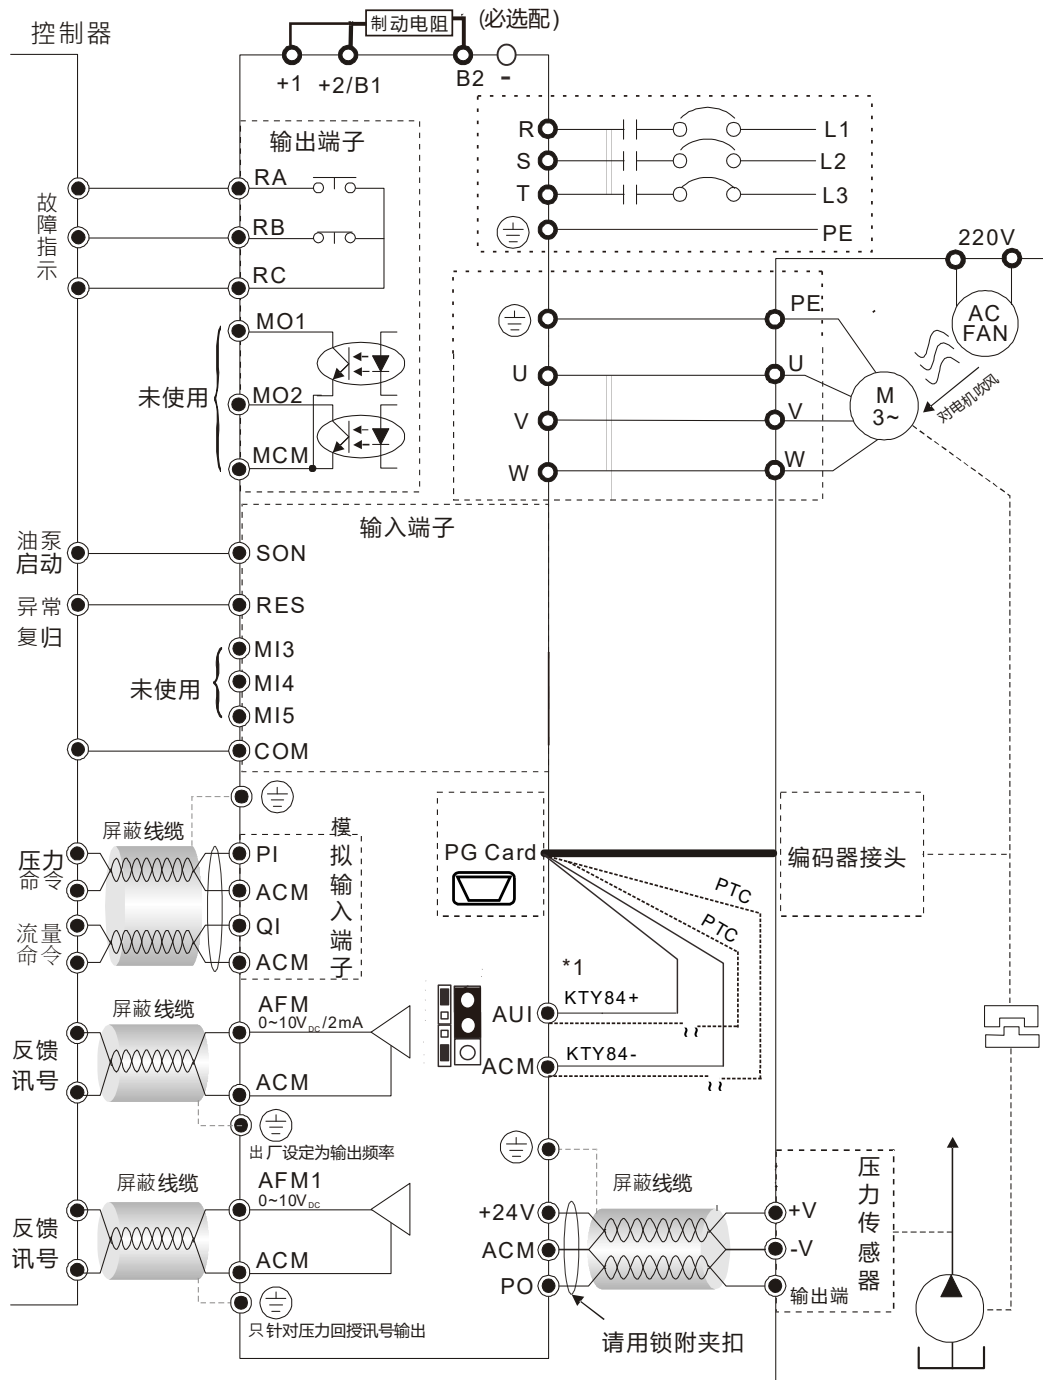 控制器
制动电阻
(必选配)
+1
+2/B1
B2
-
输出端子
RA
RB
RC
故障指示
MO1
MO2
MCM
未使用
R
S
T
L1
L2
L3
PE
220V
AC
FAN
对电机吹风
PE
U
V
W
U
V
W
M
3~
输入端子
油泵
启动
SON
异常
复归
RES
MI3
MI4
MI5
未使用
COM
屏蔽线缆
模拟输入端子
压力
命令
PI
ACM
流量
命令
QI
ACM
PG Card
编码器接头
PTC
PTC
*1
AUI
KTY84+
ACM
KTY84-
屏蔽线缆
AFM
0~10VDC/2mA
反馈
讯号
ACM
出厂设定为输出频率
屏蔽线缆
AFM1
0~10VDC
反馈
讯号
ACM
只针对压力回授讯号输出
屏蔽线缆
+24V
ACM
PO
+V
-V
输出端
压力传感器
请用锁附夹扣